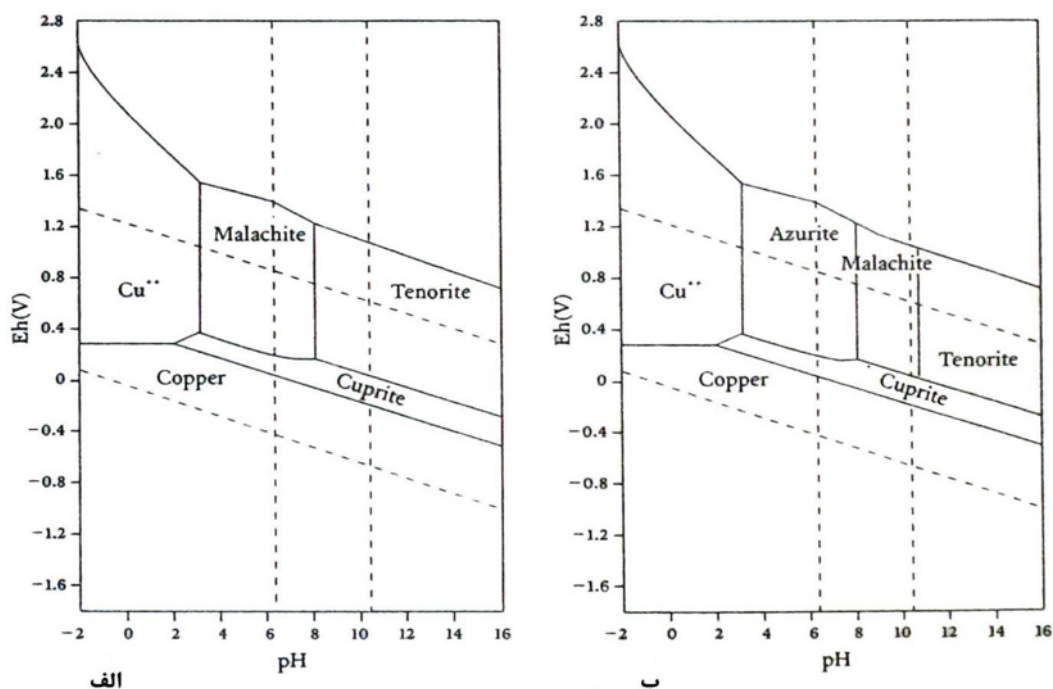 2.8
2.4
2.0
1.6
1.2
0.8
0.4
0
−0.4
−0.8
−1.2
−1.6
Eh(V)
Malachite
Cu⁺⁺
Tenorite
Copper
Cuprite
−2 0 2 4 6 8 10 12 14 16
pH
الف
2.8
2.4
2.0
1.6
1.2
0.8
0.4
0
−0.4
−0.8
−1.2
−1.6
Eh(V)
Azurite
Malachite
Cu⁺⁺
Tenorite
Copper
Cuprite
−2 0 2 4 6 8 10 12 14 16
pH
ب